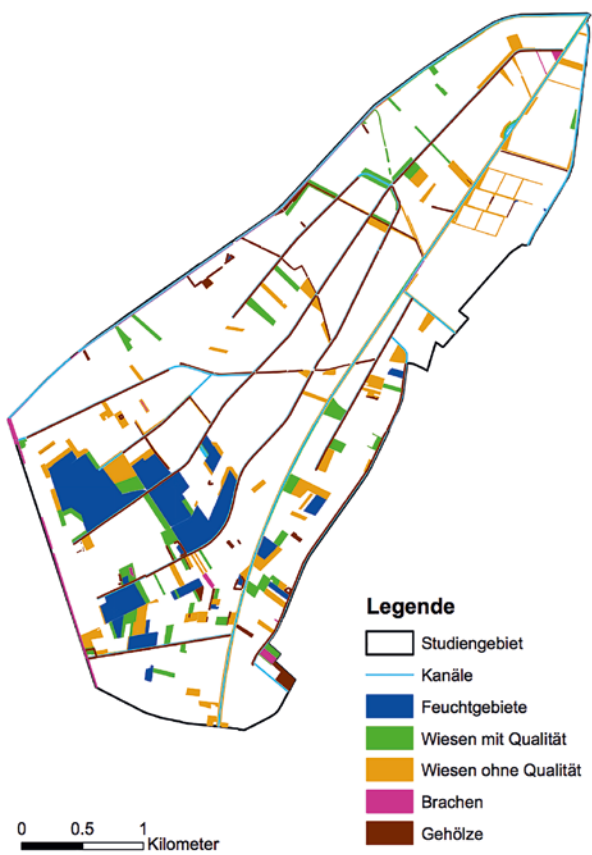 Legende
Studiengebiet
Kanäle
Feuchtgebiete
Wiesen mit Qualität
Wiesen ohne Qualität
Brachen
Gehölze
0 0.5 1
Kilometer